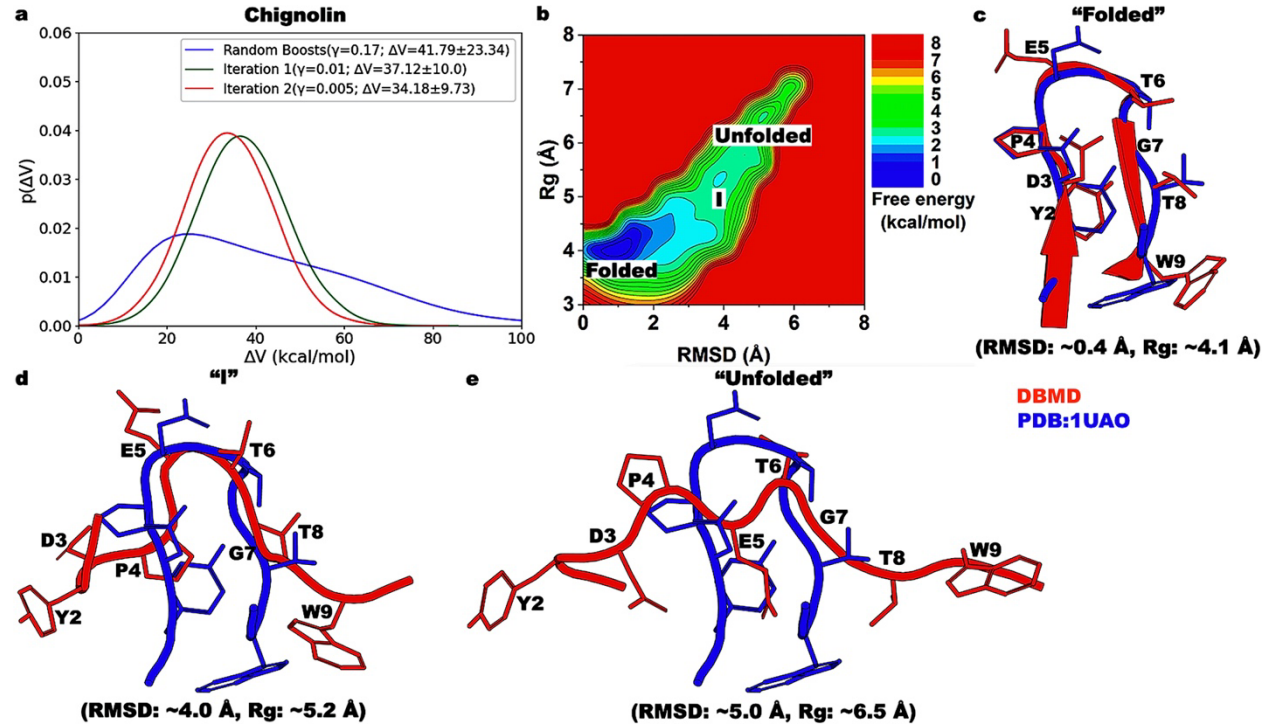 a
Chignolin
0.06
0.05
0.04
0.03
0.02
0.01
0.00
p(ΔV)
Random Boosts(γ=0.17; ΔV=41.79±23.34)
Iteration 1(γ=0.01; ΔV=37.12±10.0)
Iteration 2(γ=0.005; ΔV=34.18±9.73)
0 20 40 60 80 100
ΔV (kcal/mol)
b
8
7
6
5
4
3
Rg (Å)
Unfolded
I
Folded
0 2 4 6 8
RMSD (Å)
8
7
6
5
4
3
2
1
0
Free energy
(kcal/mol)
c
“Folded”
E5
T6
P4
G7
D3
T8
Y2
W9
(RMSD: ~0.4 Å, Rg: ~4.1 Å)
DBMD
PDB:1UAO
d
“I”
E5
T6
D3
T8
G7
P4
Y2
W9
(RMSD: ~4.0 Å, Rg: ~5.2 Å)
e
“Unfolded”
P4
T6
D3
G7
E5
T8
W9
Y2
(RMSD: ~5.0 Å, Rg: ~6.5 Å)